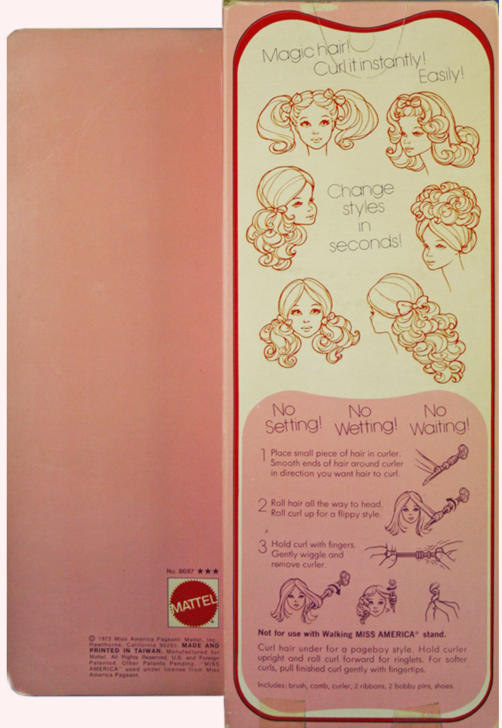 Magic hair!
Curl it instantly!
Easily!
Change
styles
in
seconds!
No Setting! No Wetting! No Waiting!
1 Place small piece of hair in curler.
Smooth ends of hair around curler
in direction you want hair to curl.
2 Roll hair all the way to head.
Roll curl up for a flippy style.
3 Hold curl with fingers.
Gently wiggle and
remove curler.
Not for use with Walking MISS AMERICA® stand.
Curl hair under for a pageboy style. Hold curler
upright and roll curl forward for ringlets. For softer
curls, pull finished curl gently with fingertips.
Includes: brush, comb, curler, 2 ribbons, 2 bobby pins, shoes.
No. 8697 ★★★
MATTEL
© 1972 Miss America Pageant. Mattel, Inc.
Hawthorne, California 90250. MADE AND
PRINTED IN TAIWAN. Manufactured for
Mattel. All Rights Reserved. U.S. and Foreign
Patented. Other Patents Pending. "MISS
AMERICA" used under license from Miss
America Pageant.